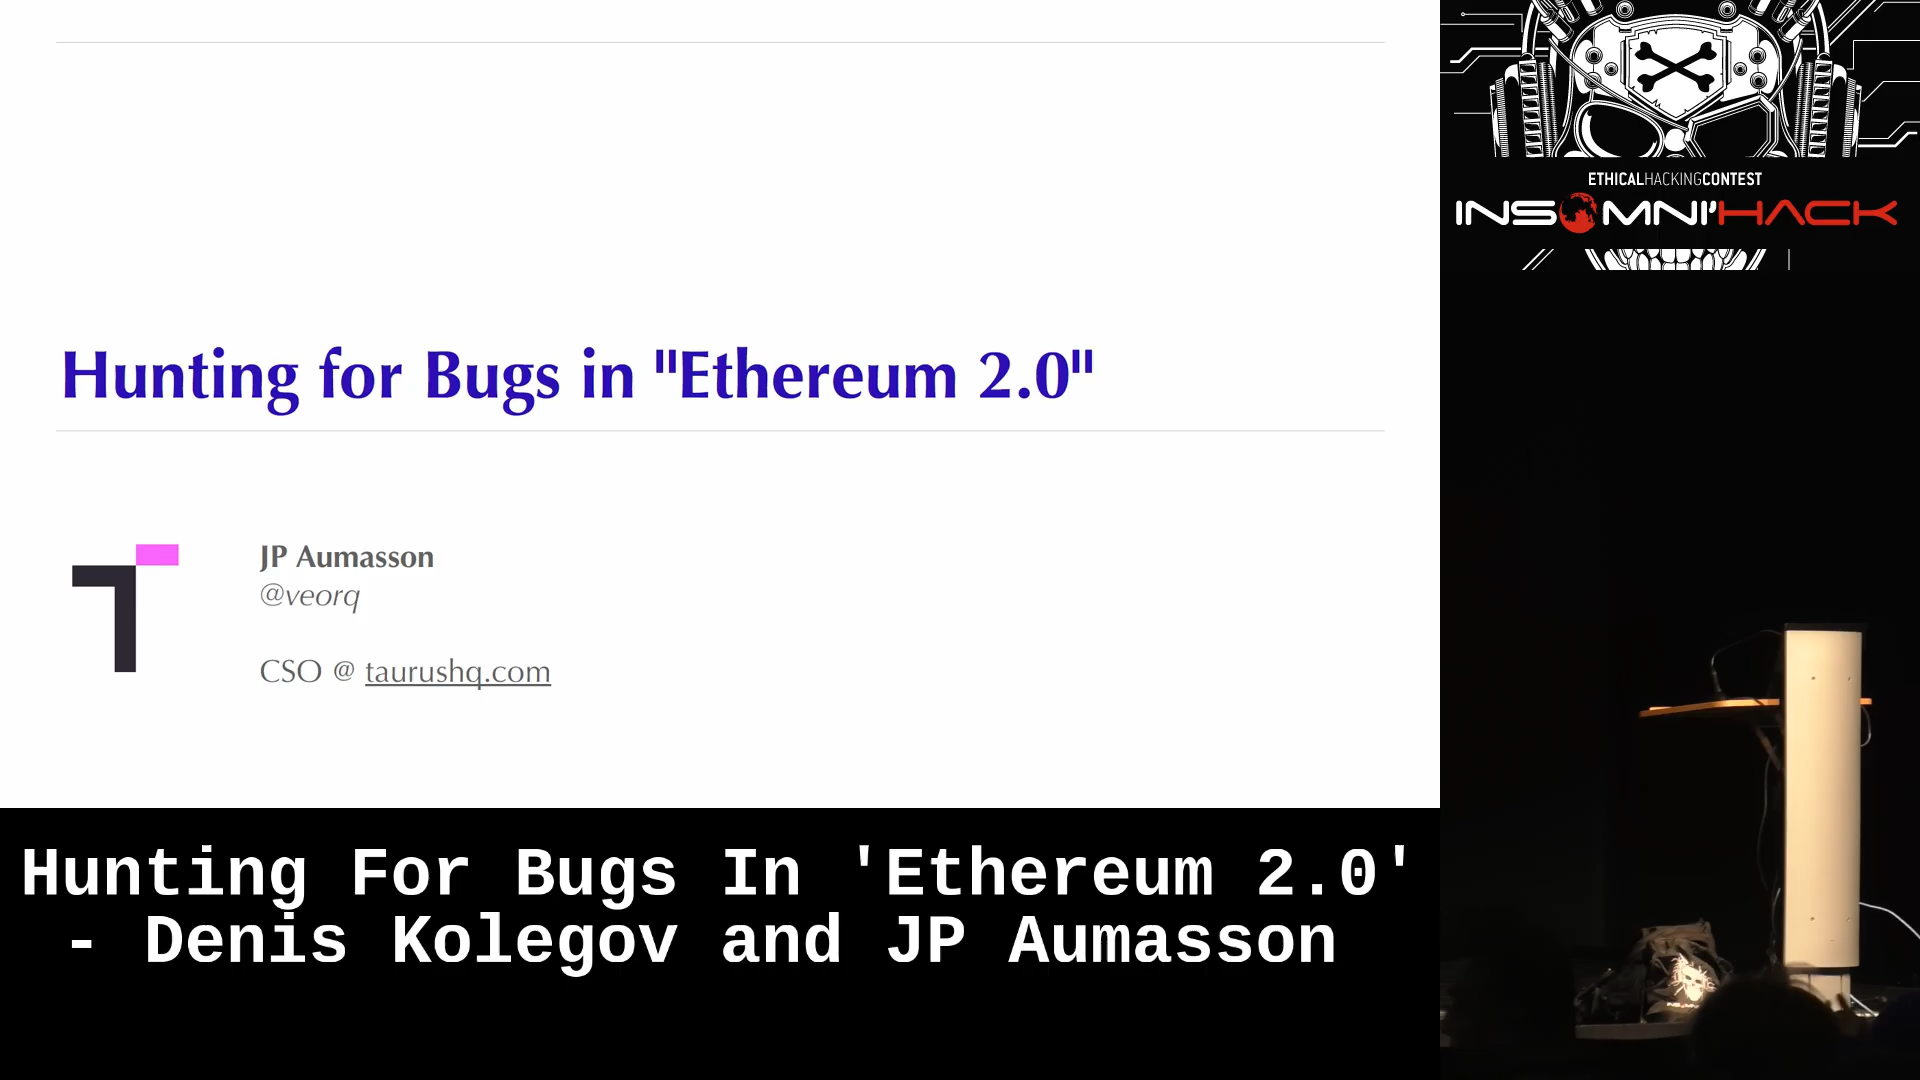 Hunting for Bugs in "Ethereum 2.0"
JP Aumasson
@veorq
CSO @ taurushq.com
ETHICALHACKINGCONTEST
INSOMNI'HACK
Hunting For Bugs In 'Ethereum 2.0'
- Denis Kolegov and JP Aumasson